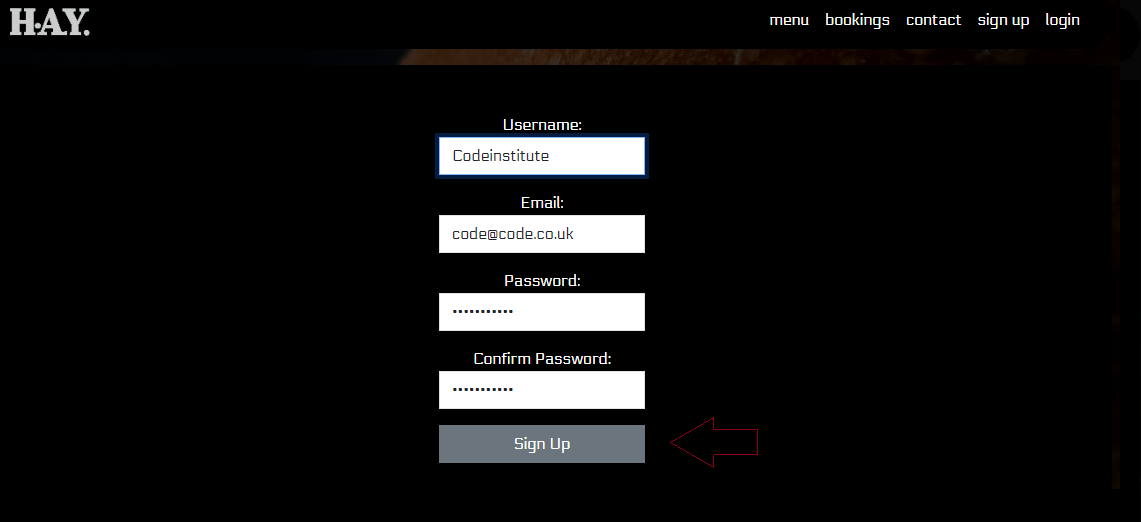 H.A.Y.
menu bookings contact sign up login
Username:
Codeinstitute
Email:
code@code.co.uk
Password:
•••••••••••
Confirm Password:
•••••••••••
Sign Up